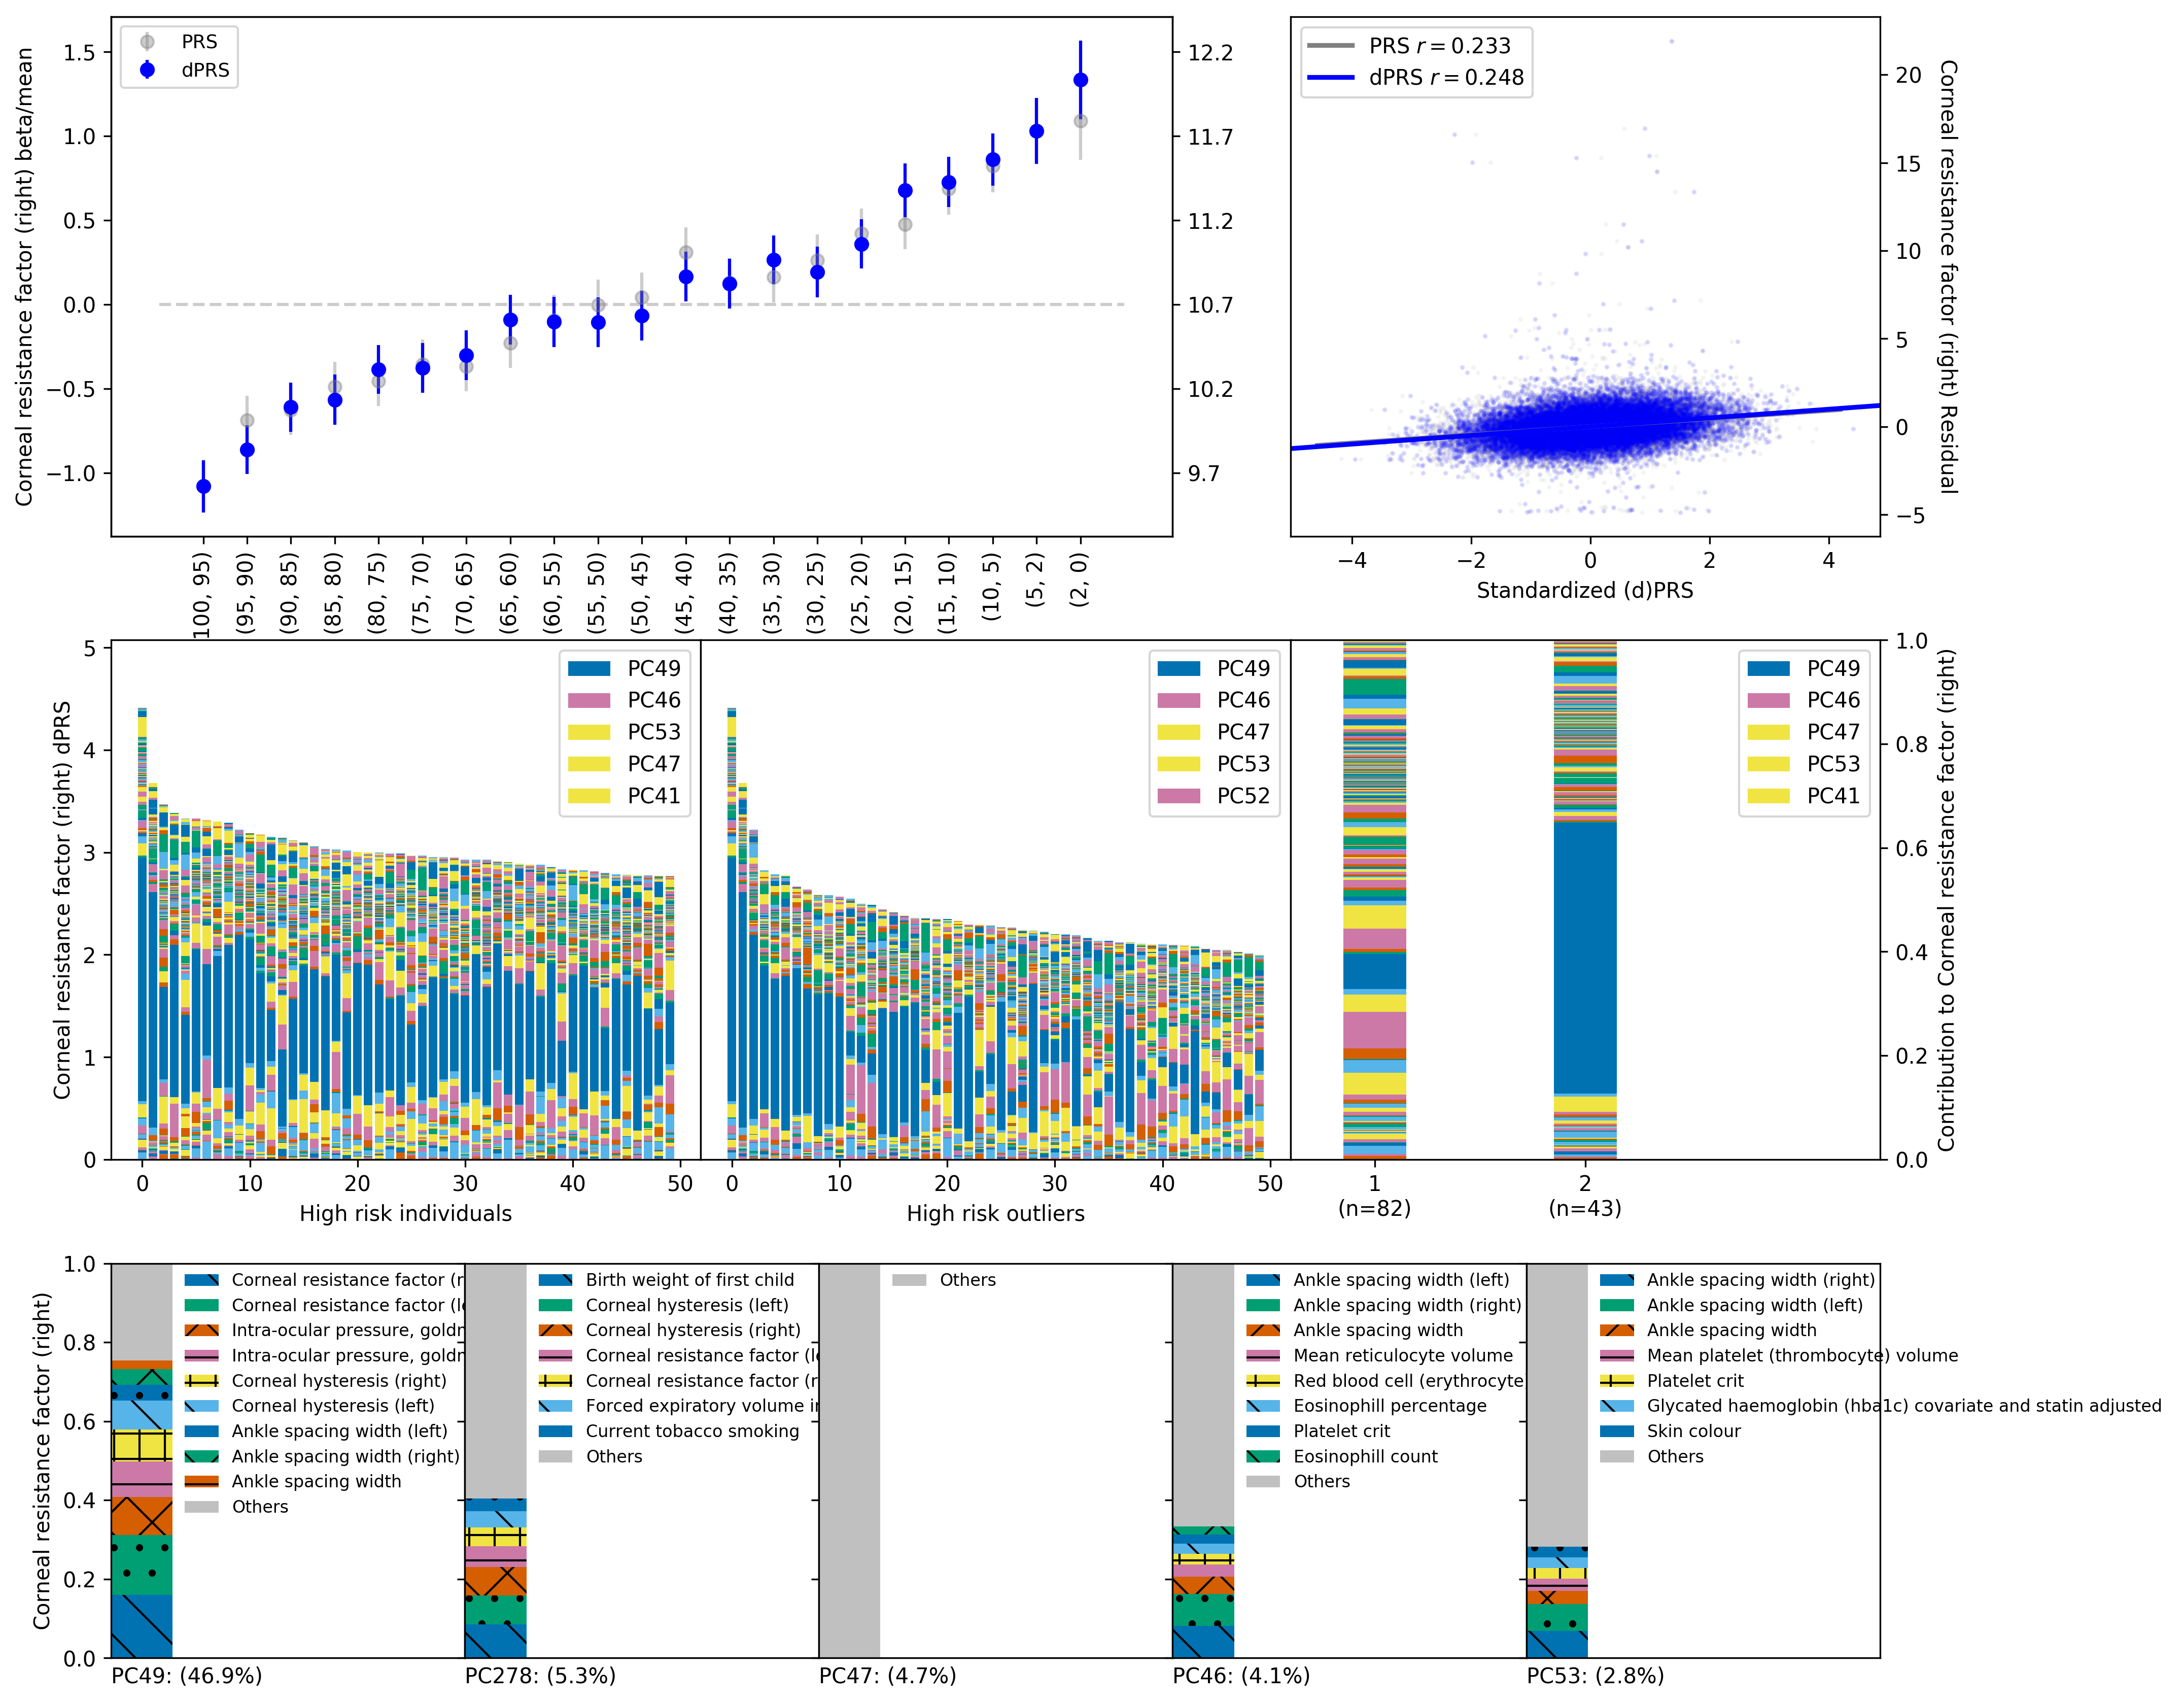 Corneal resistance factor (right) beta/mean
1.5
1.0
0.5
0.0
−0.5
−1.0
PRS
dPRS
12.2
11.7
11.2
10.7
10.2
9.7
100, 95)
(95, 90)
(90, 85)
(85, 80)
(80, 75)
(75, 70)
(70, 65)
(65, 60)
(60, 55)
(55, 50)
(50, 45)
(45, 40)
(40, 35)
(35, 30)
(30, 25)
(25, 20)
(20, 15)
(15, 10)
(10, 5)
(5, 2)
(2, 0)
PRS r = 0.233
dPRS r = 0.248
20
15
10
5
0
−5
Corneal resistance factor (right) Residual
−4
−2
0
2
4
Standardized (d)PRS
Corneal resistance factor (right) dPRS
5
4
3
2
1
0
PC49
PC46
PC53
PC47
PC41
0
10
20
30
40
50
High risk individuals
PC49
PC46
PC47
PC53
PC52
0
10
20
30
40
50
High risk outliers
PC49
PC46
PC47
PC53
PC41
1
(n=82)
2
(n=43)
1.0
0.8
0.6
0.4
0.2
0.0
Contribution to Corneal resistance factor (right)
Corneal resistance factor (right)
1.0
0.8
0.6
0.4
0.2
0.0
Corneal resistance factor (r
Corneal resistance factor (le
Intra-ocular pressure, goldm
Intra-ocular pressure, goldm
Corneal hysteresis (right)
Corneal hysteresis (left)
Ankle spacing width (left)
Ankle spacing width (right)
Ankle spacing width
Others
PC49: (46.9%)
Birth weight of first child
Corneal hysteresis (left)
Corneal hysteresis (right)
Corneal resistance factor (le
Corneal resistance factor (r
Forced expiratory volume in
Current tobacco smoking
Others
PC278: (5.3%)
Others
PC47: (4.7%)
Ankle spacing width (left)
Ankle spacing width (right)
Ankle spacing width
Mean reticulocyte volume
Red blood cell (erythrocyte
Eosinophill percentage
Platelet crit
Eosinophill count
Others
PC46: (4.1%)
Ankle spacing width (right)
Ankle spacing width (left)
Ankle spacing width
Mean platelet (thrombocyte) volume
Platelet crit
Glycated haemoglobin (hba1c) covariate and statin adjusted
Skin colour
Others
PC53: (2.8%)